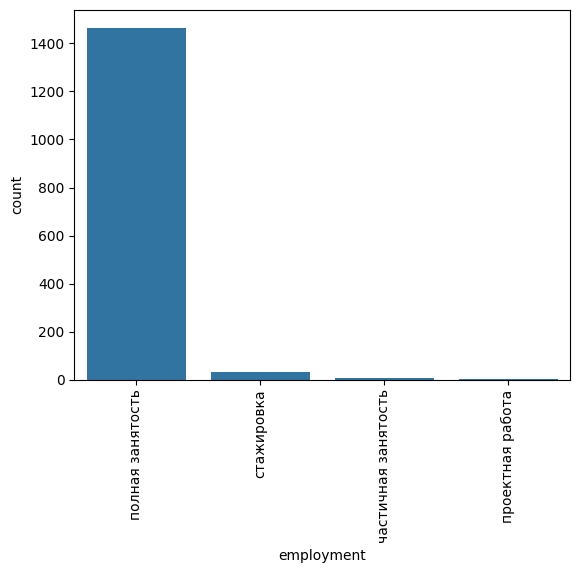 1400
1200
1000
800
600
400
200
0
count
полная занятость
стажировка
частичная занятость
проектная работа
employment